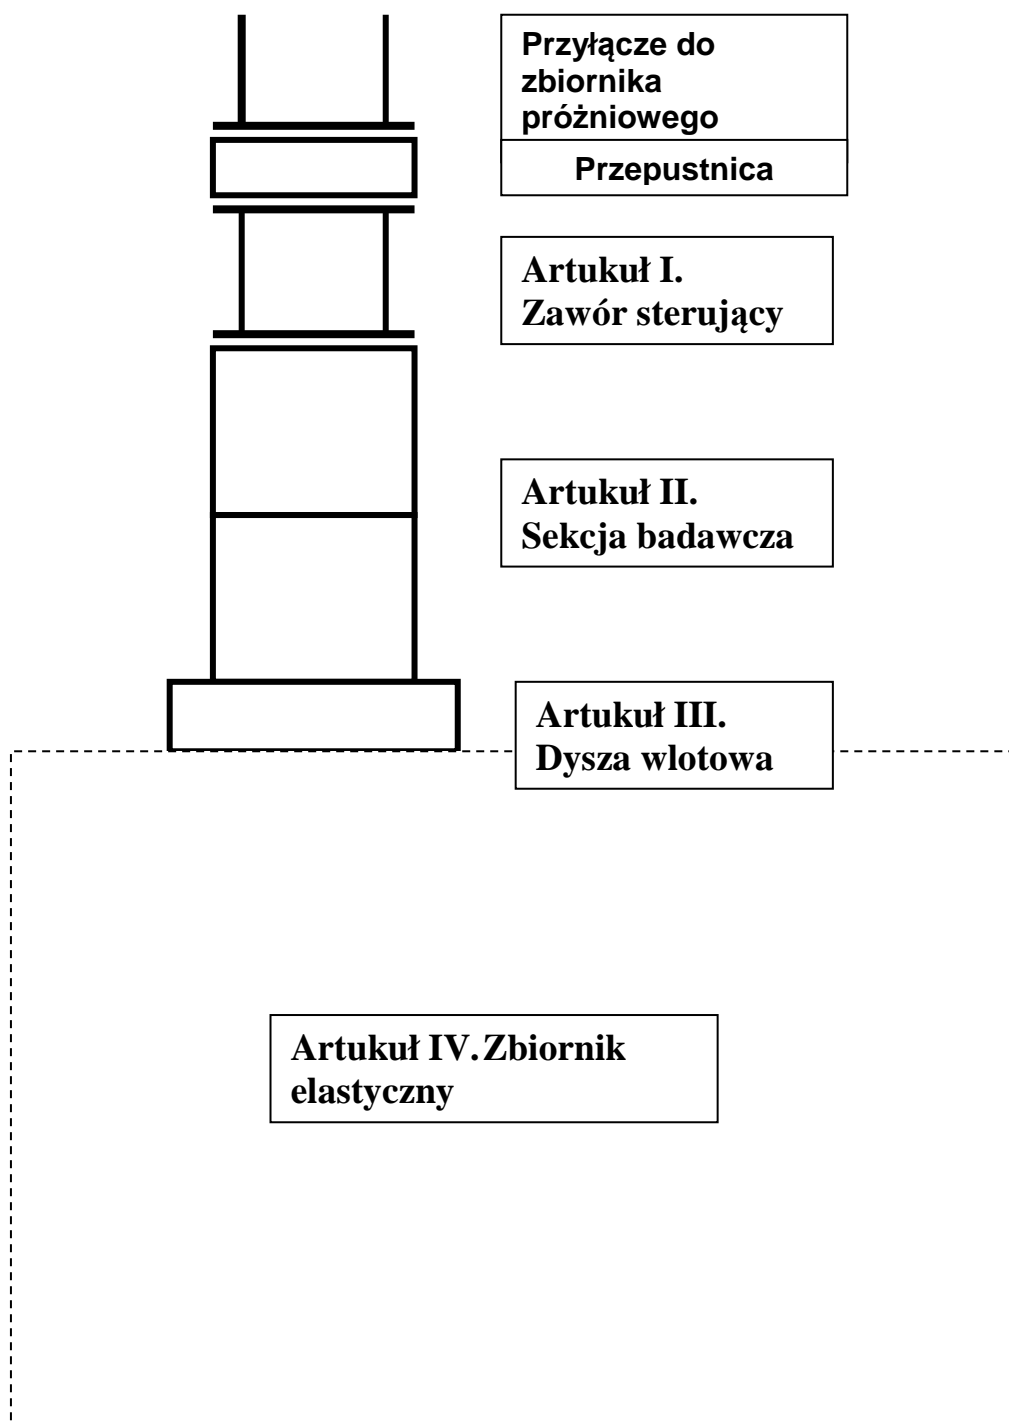 Przyłącze do
zbiornika
próżniowego
Przepustnica
Artukuł I.
Zawór sterujący
Artukuł II.
Sekcja badawcza
Artukuł III.
Dysza wlotowa
Artukuł IV. Zbiornik
elastyczny